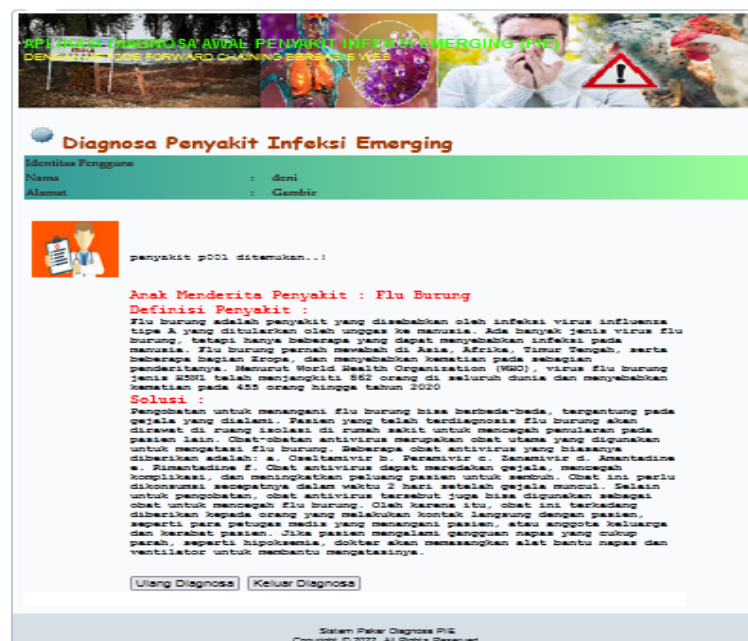 APLIKASI DIAGNOSA AWAL PENYAKIT INFEKSI EMERGING (PIE)
DENGAN METODE FORWARD CHAINING BERBASIS WEB
Diagnosa Penyakit Infeksi Emerging
Identitas Pengguna
Nama : deni
Alamat : Gambir
penyakit p001 ditemukan..!
Anak Menderita Penyakit : Flu Burung
Definisi Penyakit :
Flu burung adalah penyakit yang disebabkan oleh infeksi virus influenza
tipe A yang ditularkan oleh unggas ke manusia. Ada banyak jenis virus flu
burung, tetapi hanya beberapa yang dapat menyebabkan infeksi pada
manusia. Flu burung pernah mewabah di Asia, Afrika, Timur Tengah, serta
beberapa bagian Eropa, dan menyebabkan kematian pada sebagian
penderitanya. Menurut World Health Organization (WHO), virus flu burung
jenis H5N1 telah menjangkiti 862 orang di seluruh dunia dan menyebabkan
kematian pada 455 orang hingga tahun 2020
Solusi :
Pengobatan untuk menangani flu burung bisa berbeda-beda, tergantung pada
gejala yang dialami. Pasien yang telah terdiagnosis flu burung akan
dirawat di ruang isolasi di rumah sakit untuk mencegah penularan pada
pasien lain. Obat-obatan antivirus merupakan obat utama yang digunakan
untuk mengatasi flu burung. Beberapa obat antivirus yang biasanya
diberikan adalah: a. Oseltamivir b. Peramivir c. Zanamivir d. Amantadine
e. Rimantadine f. Obat antivirus dapat meredakan gejala, mencegah
komplikasi, dan meningkatkan peluang pasien untuk sembuh. Obat ini perlu
dikonsumsi secepatnya dalam waktu 2 hari setelah gejala muncul. Selain
untuk pengobatan, obat antivirus tersebut juga bisa digunakan sebagai
obat untuk mencegah flu burung. Oleh karena itu, obat ini terkadang
diberikan kepada orang yang melakukan kontak langsung dengan pasien,
seperti para petugas medis yang menangani pasien, atau anggota keluarga
dan kerabat pasien. Jika pasien mengalami gangguan napas yang cukup
parah, seperti hipoksemia, dokter akan memasangkan alat bantu napas dan
ventilator untuk membantu mengatasinya.
Ulang Diagnosa Keluar Diagnosa
Sistem Pakar Diagnosa PIE
Copyright © 2022. All Rights Reserved